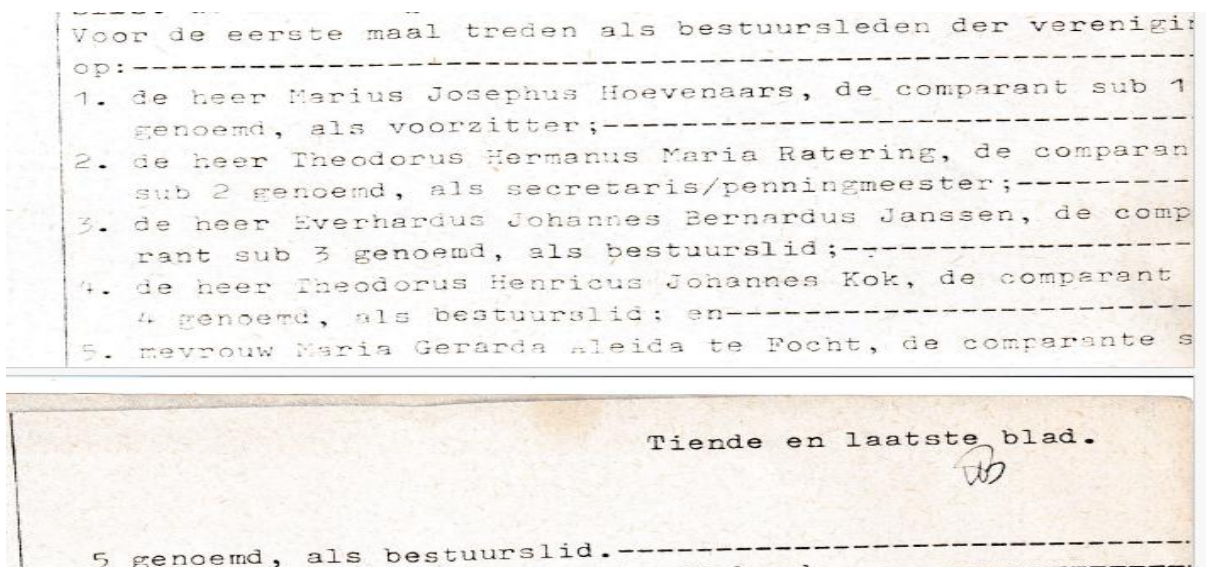 Voor de eerste maal treden als bestuursleden der verenigin
op:-----------------------------------------------------
1. de heer Marius Josephus Hoevenaars, de comparant sub 1
genoemd, als voorzitter;------------------------------
2. de heer Theodorus Hermanus Maria Ratering, de comparan
sub 2 genoemd, als secretaris/penningmeester;---------
3. de heer Everhardus Johannes Bernardus Janssen, de comp
rant sub 3 genoemd, als bestuurslid;------------------
4. de heer Theodorus Henricus Johannes Kok, de comparant
4 genoemd, als bestuurslid; en------------------------
5. mevrouw Maria Gerarda Aleida te Focht, de comparante s
Tiende en laatste blad.
5 genoemd, als bestuurslid.------------------------------